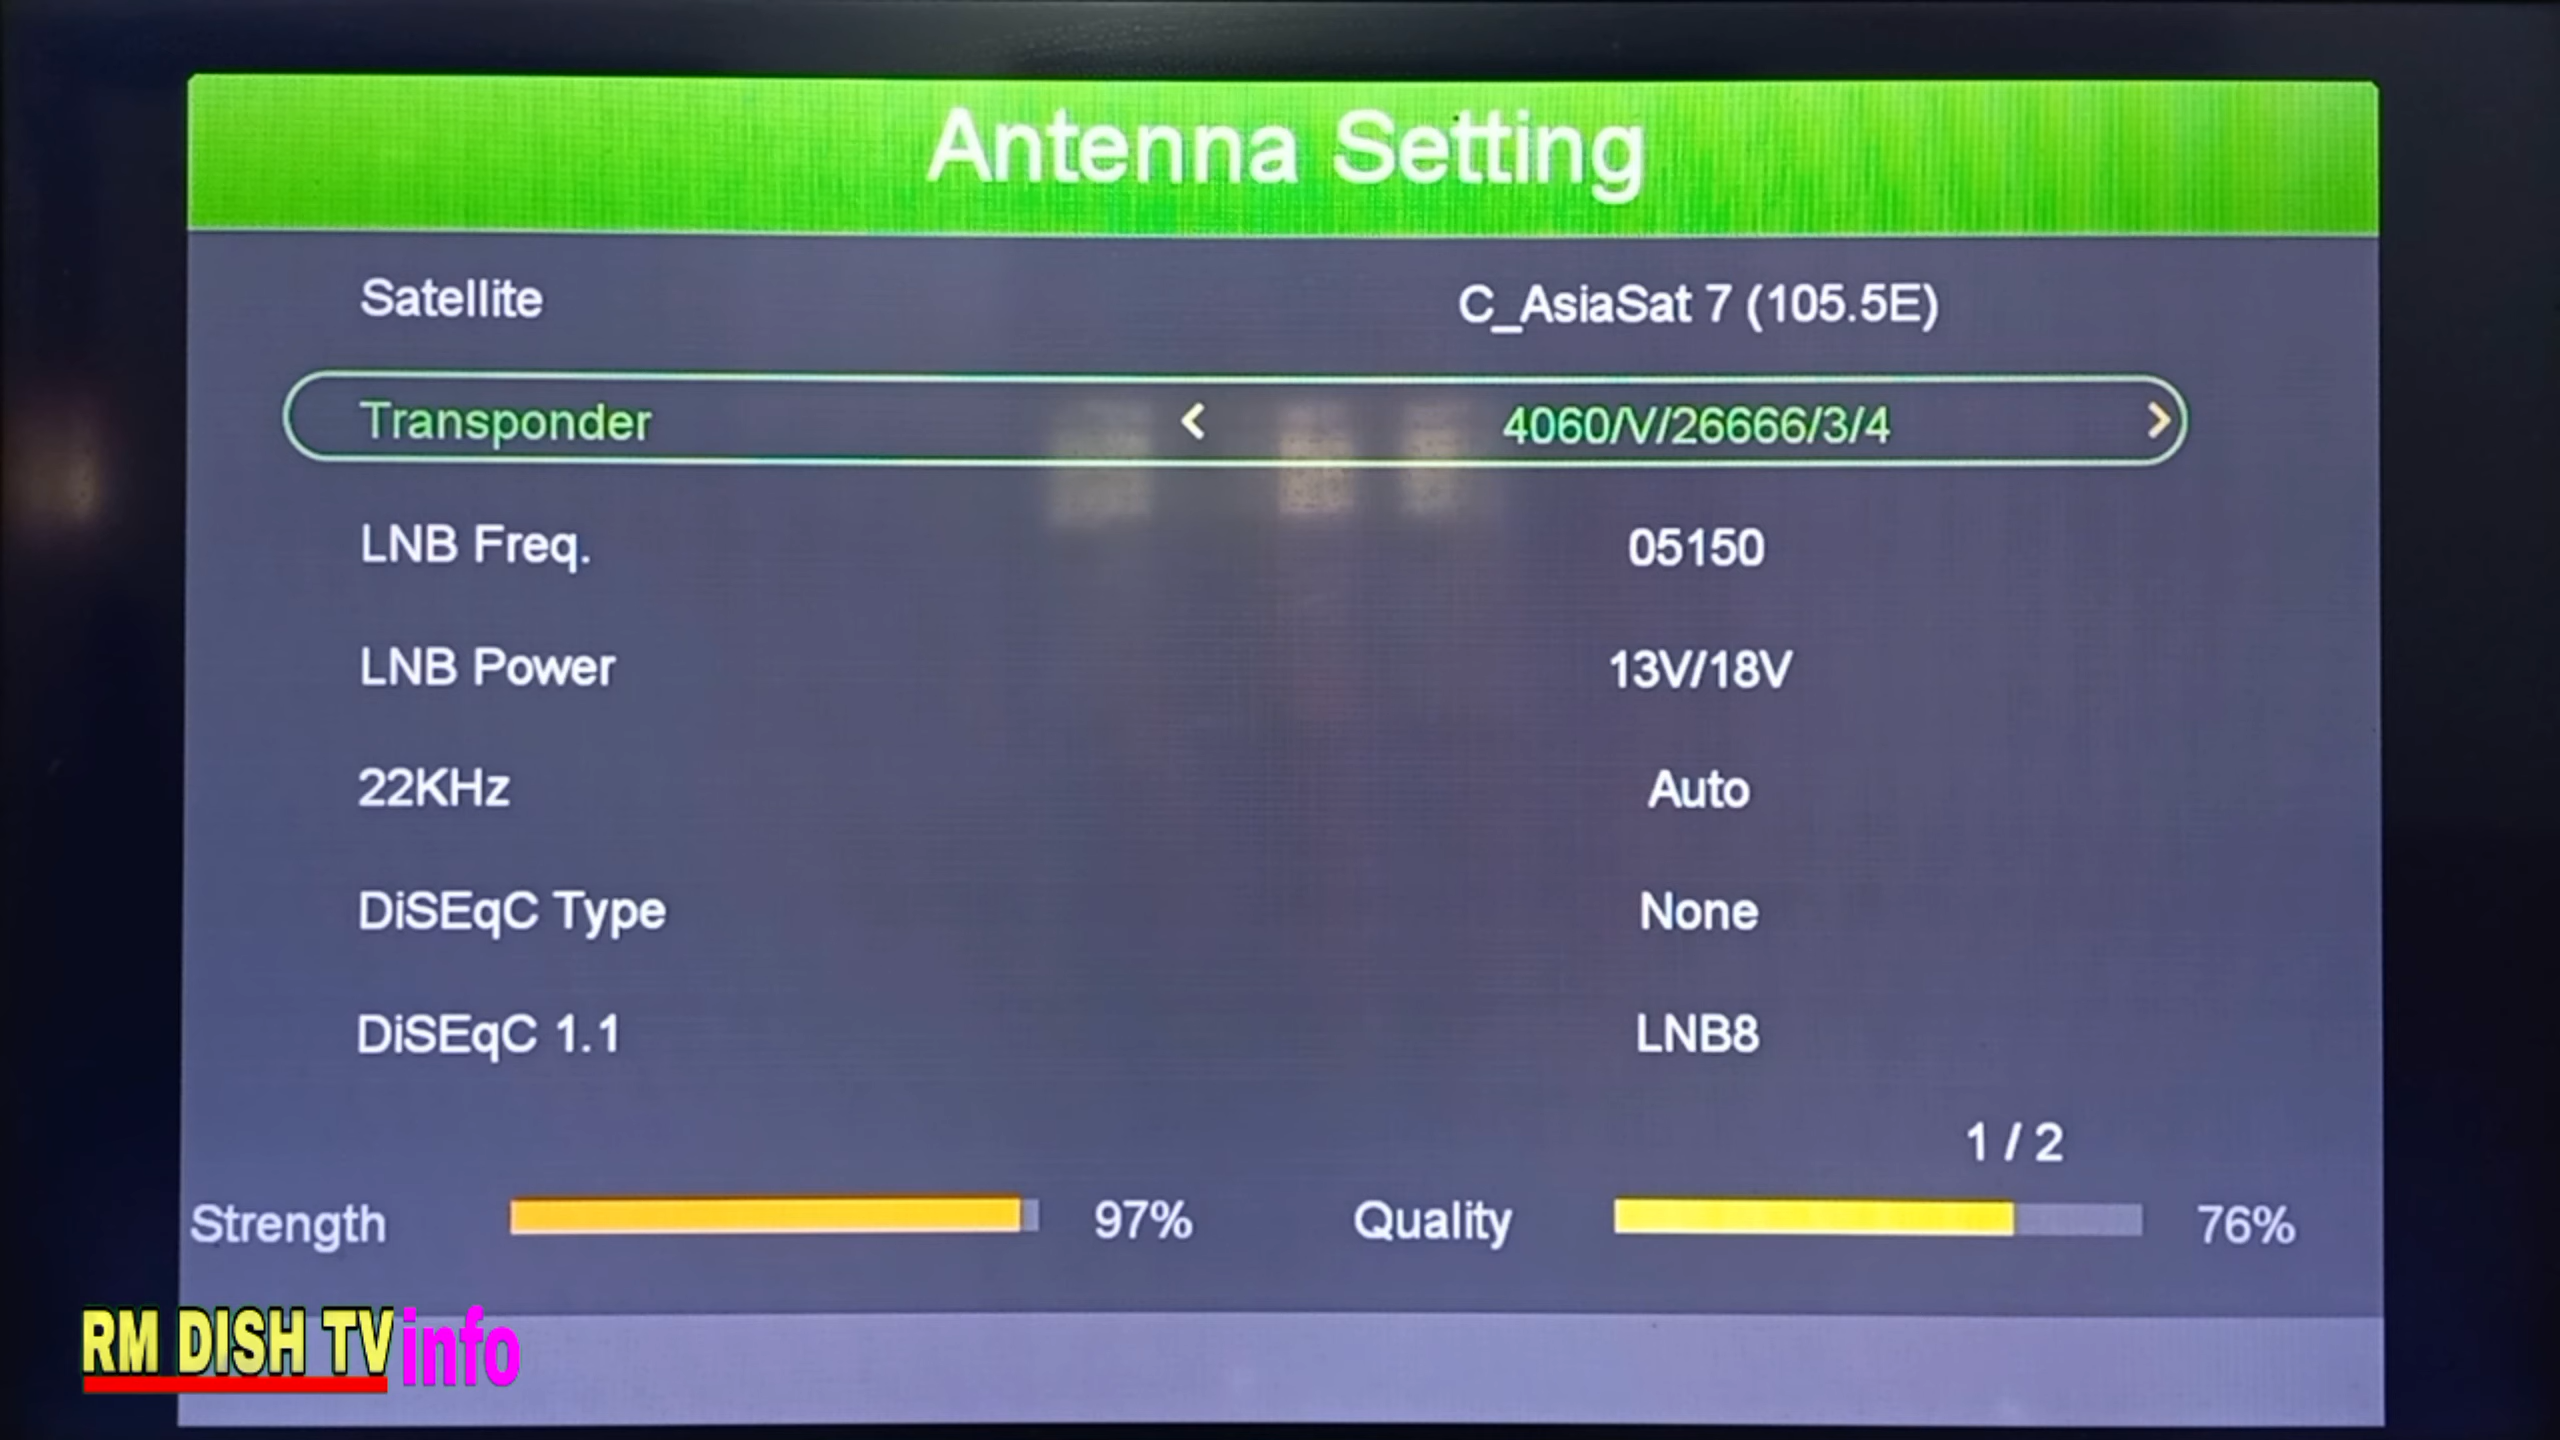 Antenna Setting
Satellite C_AsiaSat 7 (105.5E)
Transponder < 4060/V/26666/3/4 >
LNB Freq. 05150
LNB Power 13V/18V
22KHz Auto
DiSEqC Type None
DiSEqC 1.1 LNB8
1 / 2
Strength 97% Quality 76%
RM DISH TV info